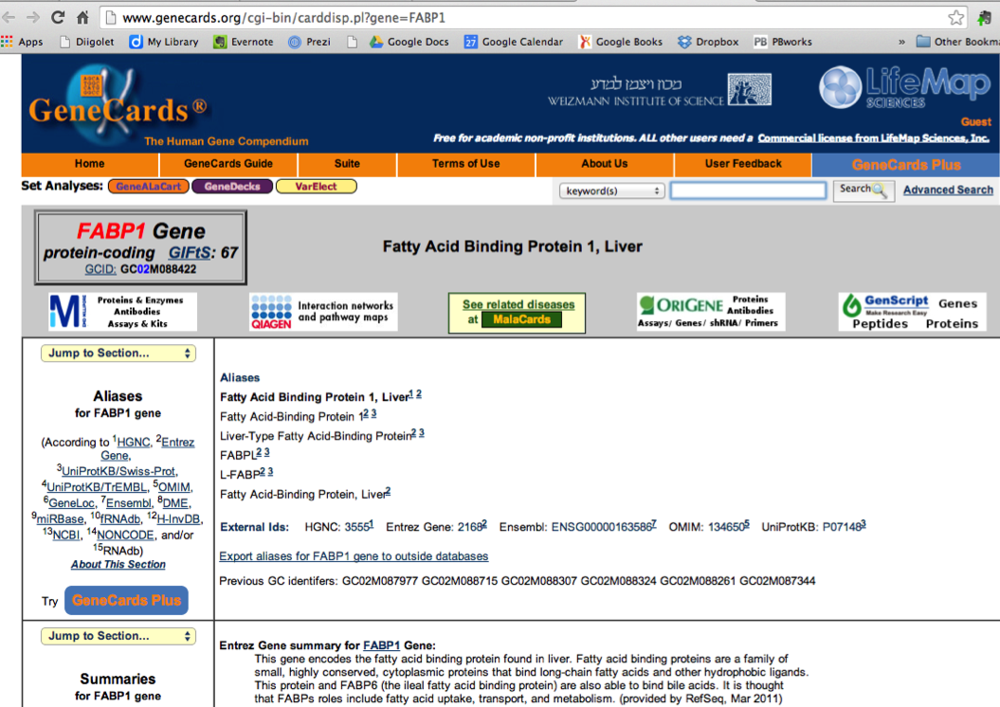 www.genecards.org/cgi-bin/carddisp.pl?gene=FABP1
Apps Diigolet My Library Evernote Prezi Google Docs 27 Google Calendar Google Books Dropbox PB PBworks » Other Bookma
GeneCards®
The Human Gene Compendium
מכון ויצמן למדע
WEIZMANN INSTITUTE OF SCIENCE
LifeMap
SCIENCES
Guest
Free for academic non-profit institutions. ALL other users need a Commercial license from LifeMap Sciences, Inc.
Home GeneCards Guide Suite Terms of Use About Us User Feedback GeneCards Plus
Set Analyses: GeneALaCart GeneDecks VarElect keyword(s) Search Advanced Search
FABP1 Gene
protein-coding GIFtS: 67
GCID: GC02M088422
Fatty Acid Binding Protein 1, Liver
Proteins & Enzymes
Antibodies
Assays & Kits
QIAGEN
Interaction networks
and pathway maps
See related diseases
at MalaCards
ORIGENE Proteins
Antibodies
Assays/ Genes/ shRNA/ Primers
GenScript Genes
Make Research Easy
Peptides Proteins
Jump to Section...
Aliases
for FABP1 gene
(According to 1HGNC, 2Entrez
Gene,
3UniProtKB/Swiss-Prot,
4UniProtKB/TrEMBL, 5OMIM,
6GeneLoc, 7Ensembl, 8DME,
9miRBase, 10fRNAdb, 12H-InvDB,
13NCBI, 14NONCODE, and/or
15RNAdb)
About This Section
Try GeneCards Plus
Aliases
Fatty Acid Binding Protein 1, Liver1 2
Fatty Acid-Binding Protein 12 3
Liver-Type Fatty Acid-Binding Protein2 3
FABPL2 3
L-FABP2 3
Fatty Acid-Binding Protein, Liver2
External Ids: HGNC: 35551 Entrez Gene: 21682 Ensembl: ENSG000001635867 OMIM: 1346505 UniProtKB: P071483
Export aliases for FABP1 gene to outside databases
Previous GC identifers: GC02M087977 GC02M086715 GC02M088307 GC02M088324 GC02M088261 GC02M087344
Jump to Section...
Summaries
for FABP1 gene
Entrez Gene summary for FABP1 Gene:
This gene encodes the fatty acid binding protein found in liver. Fatty acid binding proteins are a family of
small, highly conserved, cytoplasmic proteins that bind long-chain fatty acids and other hydrophobic ligands.
This protein and FABP6 (the ileal fatty acid binding protein) are also able to bind bile acids. It is thought
that FABPs roles include fatty acid uptake, transport, and metabolism. (provided by RefSeq, Mar 2011)